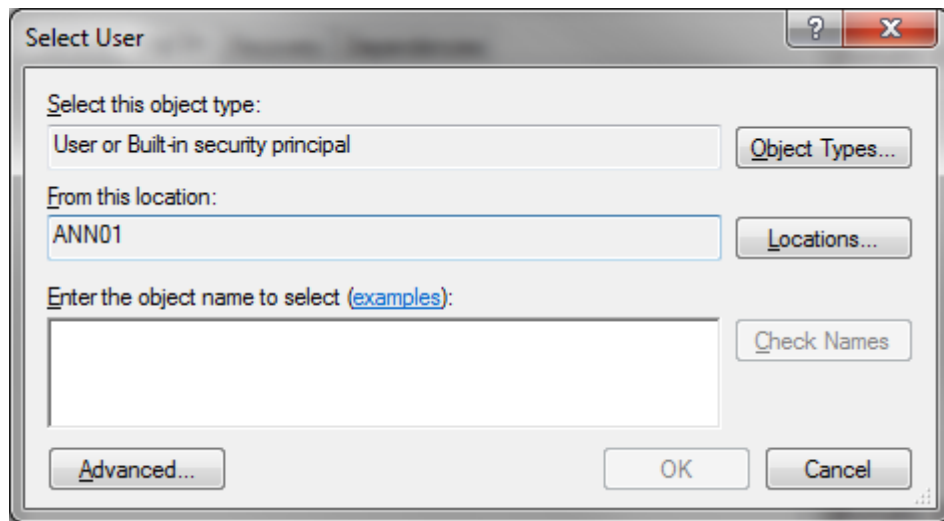 Select User
Select this object type:
User or Built-in security principal
Object Types...
From this location:
ANN01
Locations...
Enter the object name to select (examples):
Check Names
Advanced...
OK
Cancel